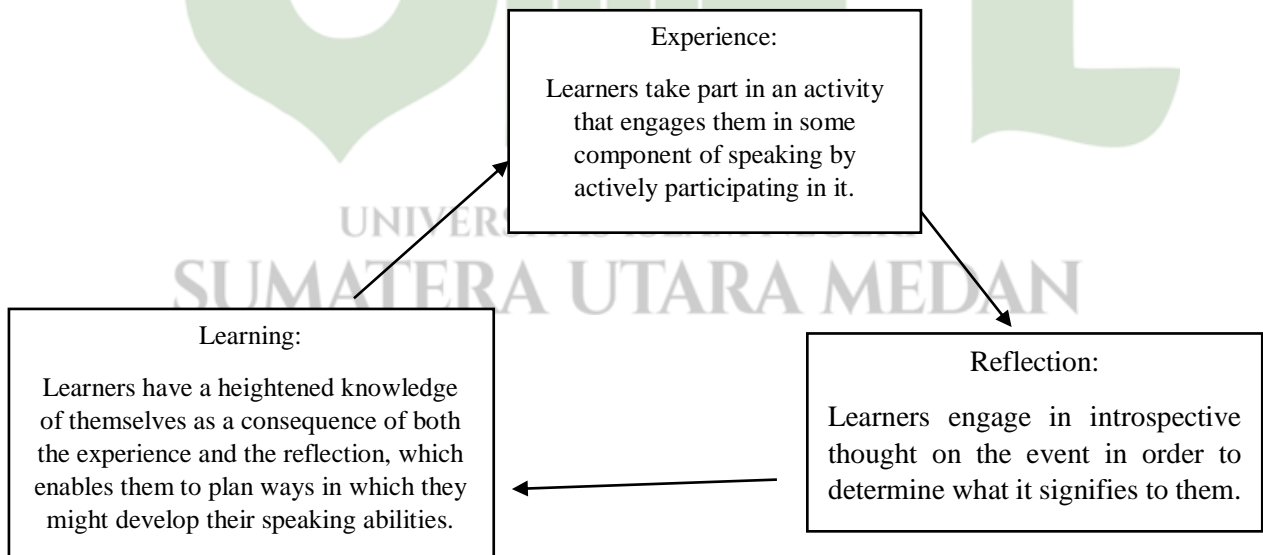 Experience:
Learners take part in an activity
that engages them in some
component of speaking by
actively participating in it.
UNIVERSITAS ISLAM NEGERI
SUMATERA UTARA MEDAN
Learning:
Learners have a heightened knowledge
of themselves as a consequence of both
the experience and the reflection, which
enables them to plan ways in which they
might develop their speaking abilities.
Reflection:
Learners engage in introspective
thought on the event in order to
determine what it signifies to them.